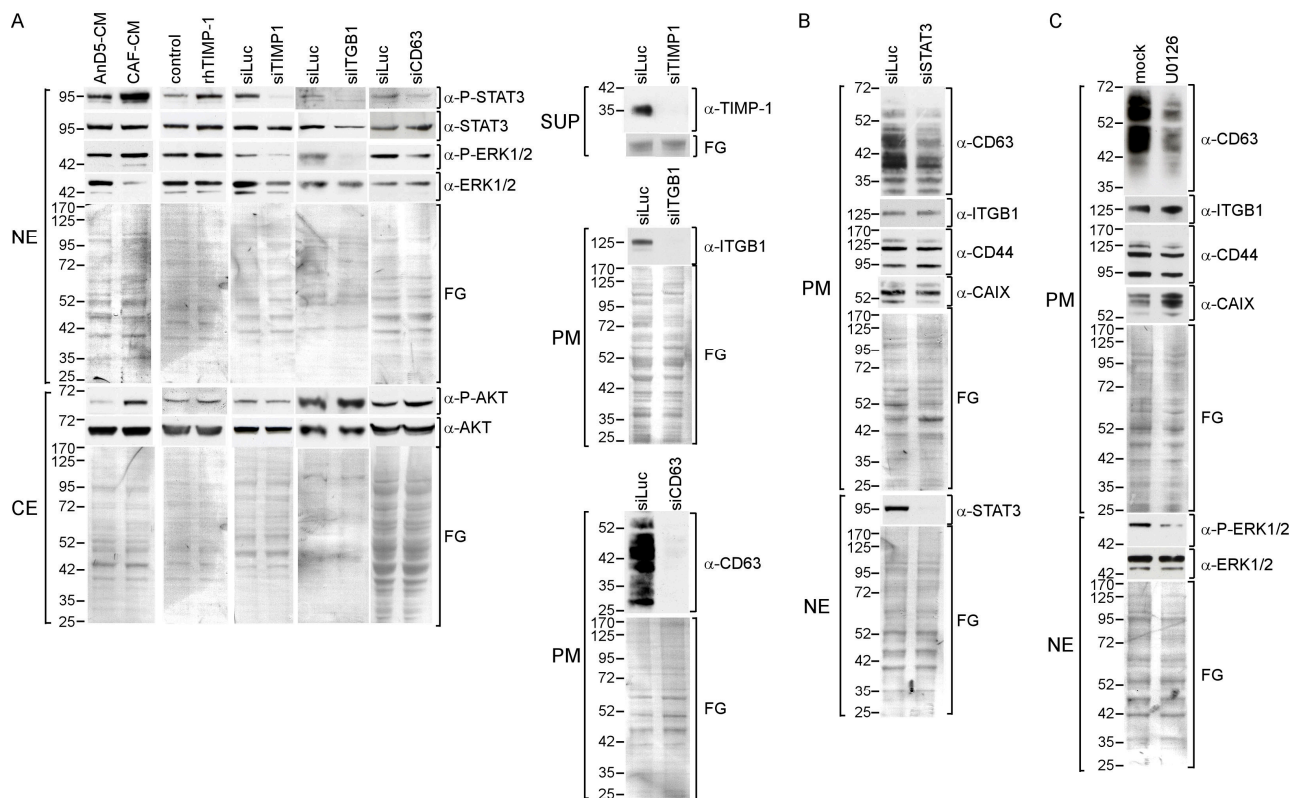 A
AnD5-CM
CAF-CM
control
rhTIMP-1
siLuc
siTIMP1
siLuc
siITGB1
siLuc
siCD63
NE
95
α-P-STAT3
95
α-STAT3
42
α-P-ERK1/2
42
α-ERK1/2
170
125
95
72
52
42
35
25
FG
CE
72
α-P-AKT
72
α-AKT
170
125
95
72
52
42
35
25
FG
siLuc
siTIMP1
SUP
42
35
α-TIMP-1
FG
siLuc
siITGB1
PM
125
α-ITGB1
170
125
95
72
52
42
35
25
FG
siLuc
siCD63
PM
52
42
35
25
α-CD63
170
125
95
72
52
42
35
25
FG
B
siLuc
siSTAT3
PM
72
52
42
35
α-CD63
125
α-ITGB1
170
125
95
α-CD44
52
α-CAIX
170
125
95
72
52
42
35
25
FG
NE
95
α-STAT3
170
125
95
72
52
42
35
25
FG
C
mock
U0126
PM
72
52
42
35
α-CD63
125
α-ITGB1
170
125
95
α-CD44
52
α-CAIX
170
125
95
72
52
42
35
25
FG
NE
42
α-P-ERK1/2
42
α-ERK1/2
170
125
95
72
52
42
35
25
FG